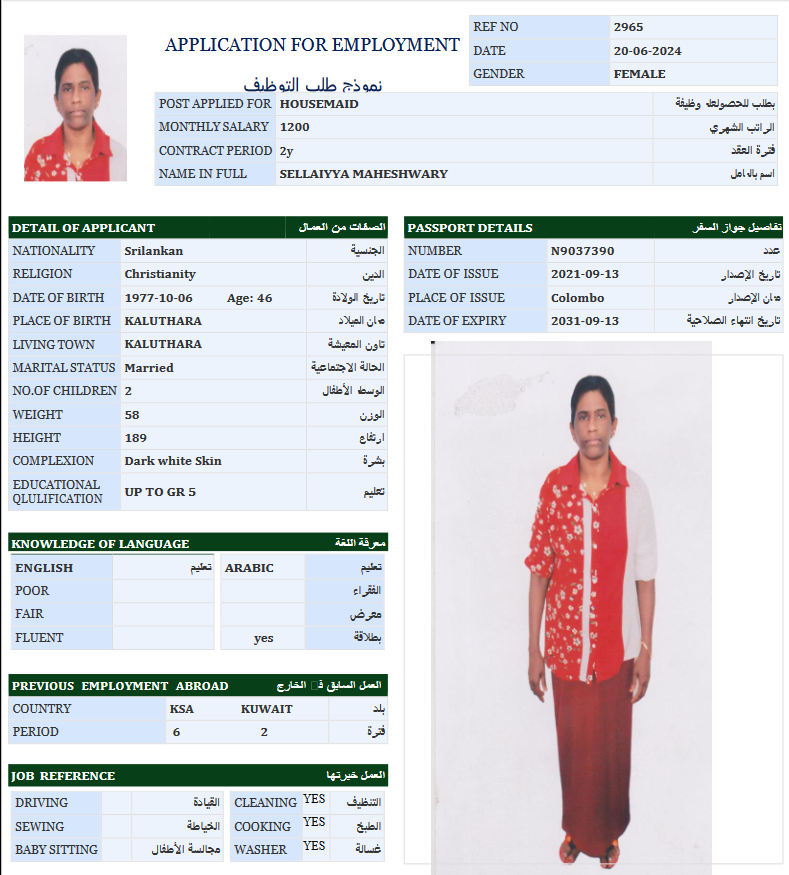 APPLICATION FOR EMPLOYMENT
نموذج طلب التوظيف
REF NO 2965
DATE 20-06-2024
GENDER FEMALE
POST APPLIED FOR HOUSEMAID بطلب للحصولعله وظيفة
MONTHLY SALARY 1200 الراتب الشهري
CONTRACT PERIOD 2y فترة العقد
NAME IN FULL SELLAIYYA MAHESHWARY اسم بالعامل
DETAIL OF APPLICANT الصفات من العمال
NATIONALITY Srilankan الجنسية
RELIGION Christianity الدين
DATE OF BIRTH 1977-10-06 Age: 46 تاريخ الولادة
PLACE OF BIRTH KALUTHARA الميلاد
LIVING TOWN KALUTHARA تاون المعيشة
MARITAL STATUS Married الحالة الاجتماعية
NO.OF CHILDREN 2 الوسط الأطفال
WEIGHT 58 الوزن
HEIGHT 189 ارتفاع
COMPLEXION Dark white Skin بشرة
EDUCATIONAL QLULIFICATION UP TO GR 5 تعليم
KNOWLEDGE OF LANGUAGE معرفة اللغة
ENGLISH تعليم ARABIC تعليم
POOR الفقراء
FAIR معرض
FLUENT yes بطلاقة
PREVIOUS EMPLOYMENT ABROAD العمل السابق في الخارج
COUNTRY KSA KUWAIT بلد
PERIOD 6 2 فترة
JOB REFERENCE العمل خبرتها
DRIVING القيادة CLEANING YES التنظيف
SEWING الخياطة COOKING YES الطبخ
BABY SITTING مجالسة الأطفال WASHER YES غسالة
PASSPORT DETAILS تفاصيل جواز السفر
NUMBER N9037390 عدد
DATE OF ISSUE 2021-09-13 تاريخ الإصدار
PLACE OF ISSUE Colombo الإصدار
DATE OF EXPIRY 2031-09-13 تاريخ انتهاء الصلاحية